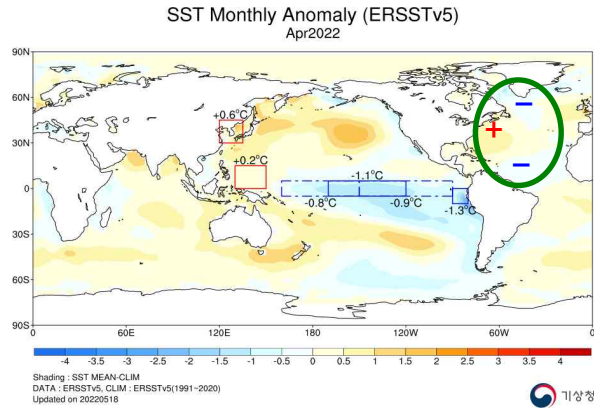 SST Monthly Anomaly (ERSSTv5)
Apr2022
90N
60N
30N
0
30S
60S
90S
+0.6°C
+0.2°C
-1.1°C
-0.8°C
-0.9°C
-1.3°C
+
−
−
0 60E 120E 180 120W 60W 0
-4 -3.5 -3 -2.5 -2 -1.5 -1 -0.5 0 0.5 1 1.5 2 2.5 3 3.5 4
Shading : SST MEAN-CLIM
DATA : ERSSTv5, CLIM : ERSSTv5(1991~2020)
Updated on 20220518
기상청